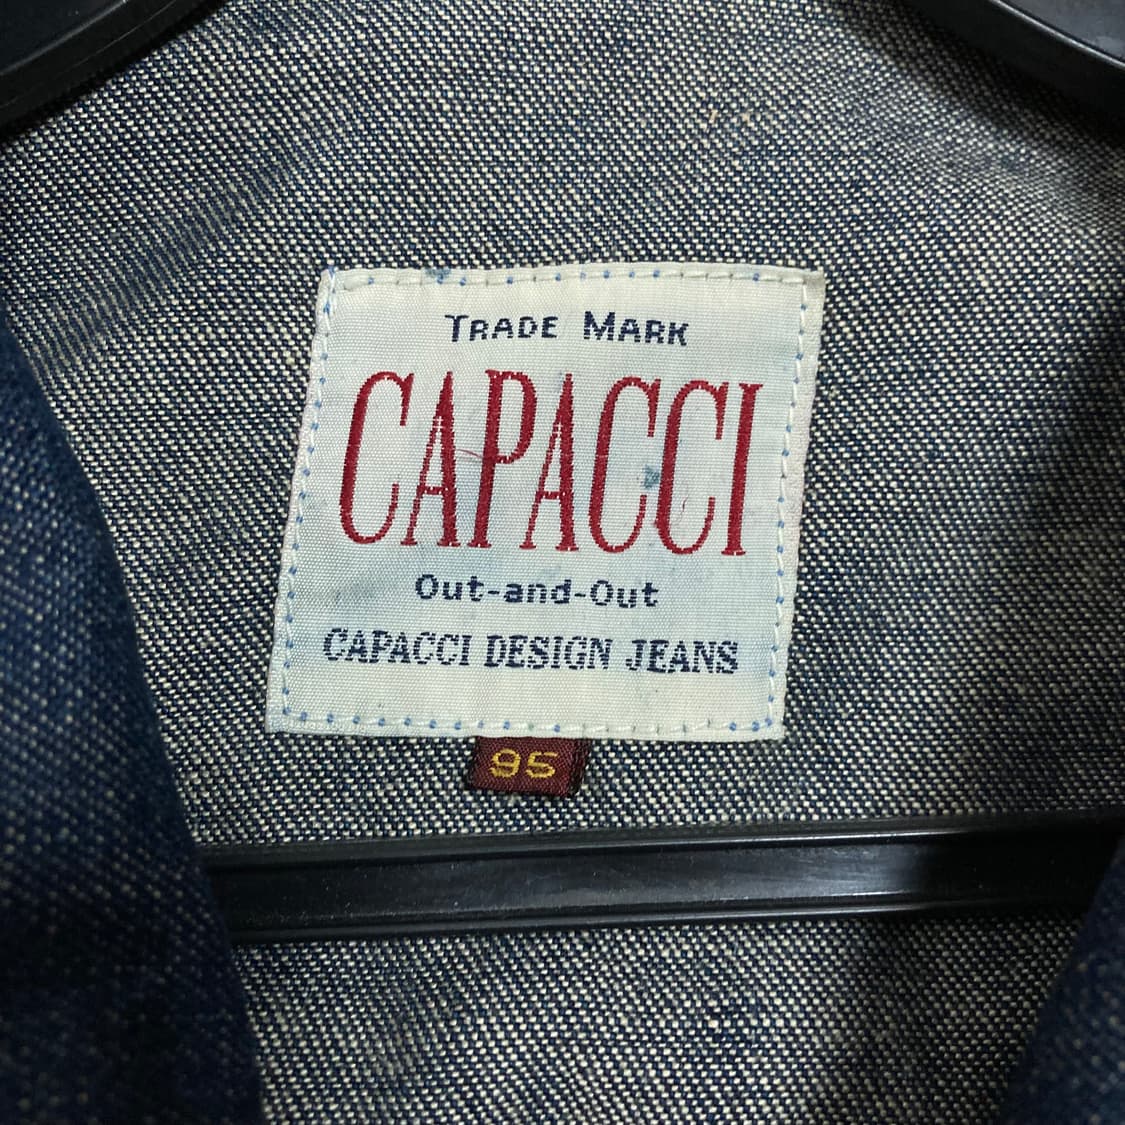 TRADE MARK
CAPACCI
Out-and-Out
CAPACCI DESIGN JEANS
95